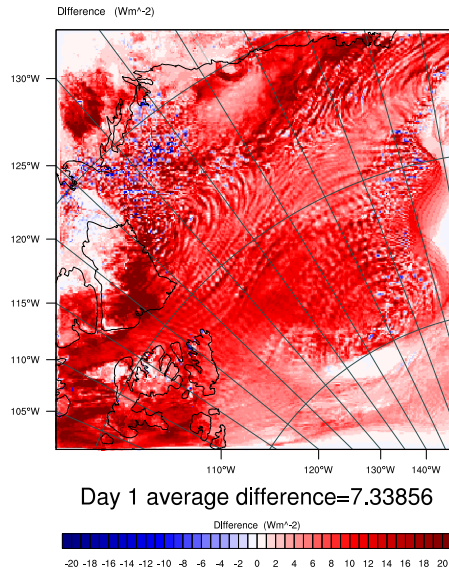 DIfference (Wm^-2)
130°W
125°W
120°W
115°W
110°W
105°W
110°W 120°W 130°W 140°W
Day 1 average difference=7.33856
DIfference (Wm^-2)
-20 -18 -16 -14 -12 -10 -8 -6 -4 -2 0 2 4 6 8 10 12 14 16 18 20